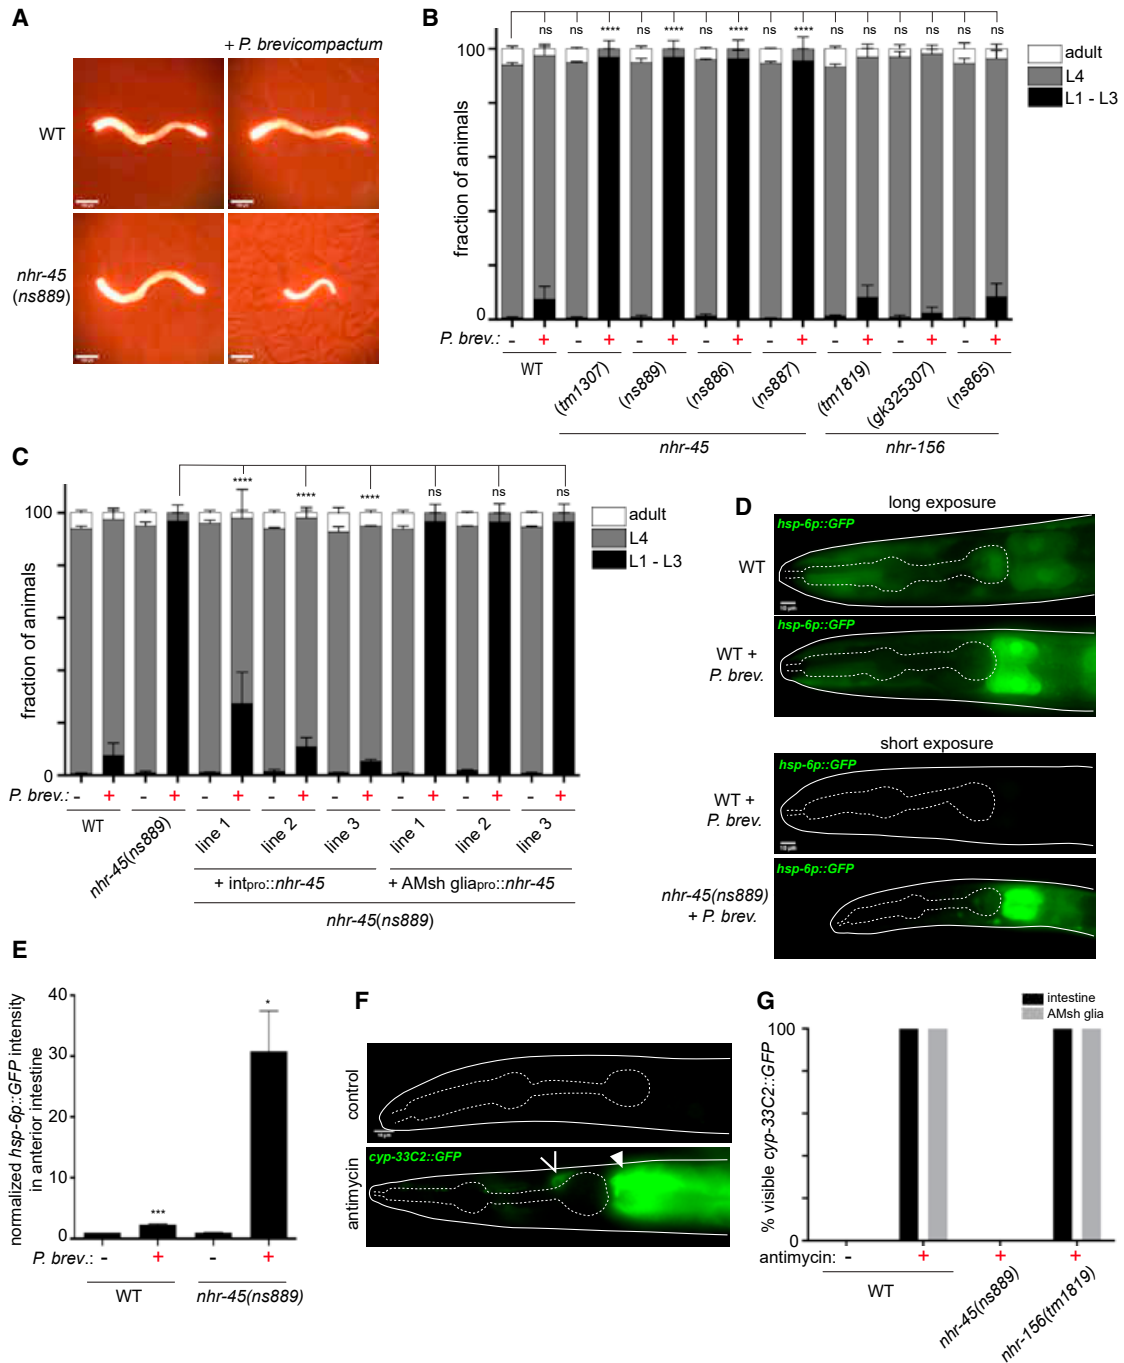 A
+ P. brevicompactum
WT
nhr-45
(ns889)
B
ns ns ns **** ns **** ns **** ns **** ns ns ns ns ns ns
adult
L4
L1 - L3
100
0
fraction of animals
P. brev.: - + - + - + - + - + - + - + - +
WT
(tm1307)
(ns889)
(ns886)
(ns887)
(tm1819)
(gk325307)
(ns865)
nhr-45
nhr-156
C
**** **** **** ns ns ns
adult
L4
L1 - L3
100
0
fraction of animals
P. brev.: - + - + - + - + - + - + - + - +
WT
nhr-45(ns889)
line 1
line 2
line 3
line 1
line 2
line 3
+ intpro::nhr-45
+ AMsh gliapro::nhr-45
nhr-45(ns889)
D
long exposure
hsp-6p::GFP
WT
10 µm
hsp-6p::GFP
WT +
P. brev.
short exposure
hsp-6p::GFP
WT +
P. brev.
10 µm
hsp-6p::GFP
nhr-45(ns889)
+ P. brev.
E
normalized hsp-6p::GFP intensity
in anterior intestine
40
30
20
10
0
***
*
P. brev.: - + - +
WT
nhr-45(ns889)
F
control
cyp-33C2::GFP
antimycin
G
intestine
AMsh glia
100
0
% visible cyp-33C2::GFP
antimycin: - + + +
WT
nhr-45(ns889)
nhr-156(tm1819)